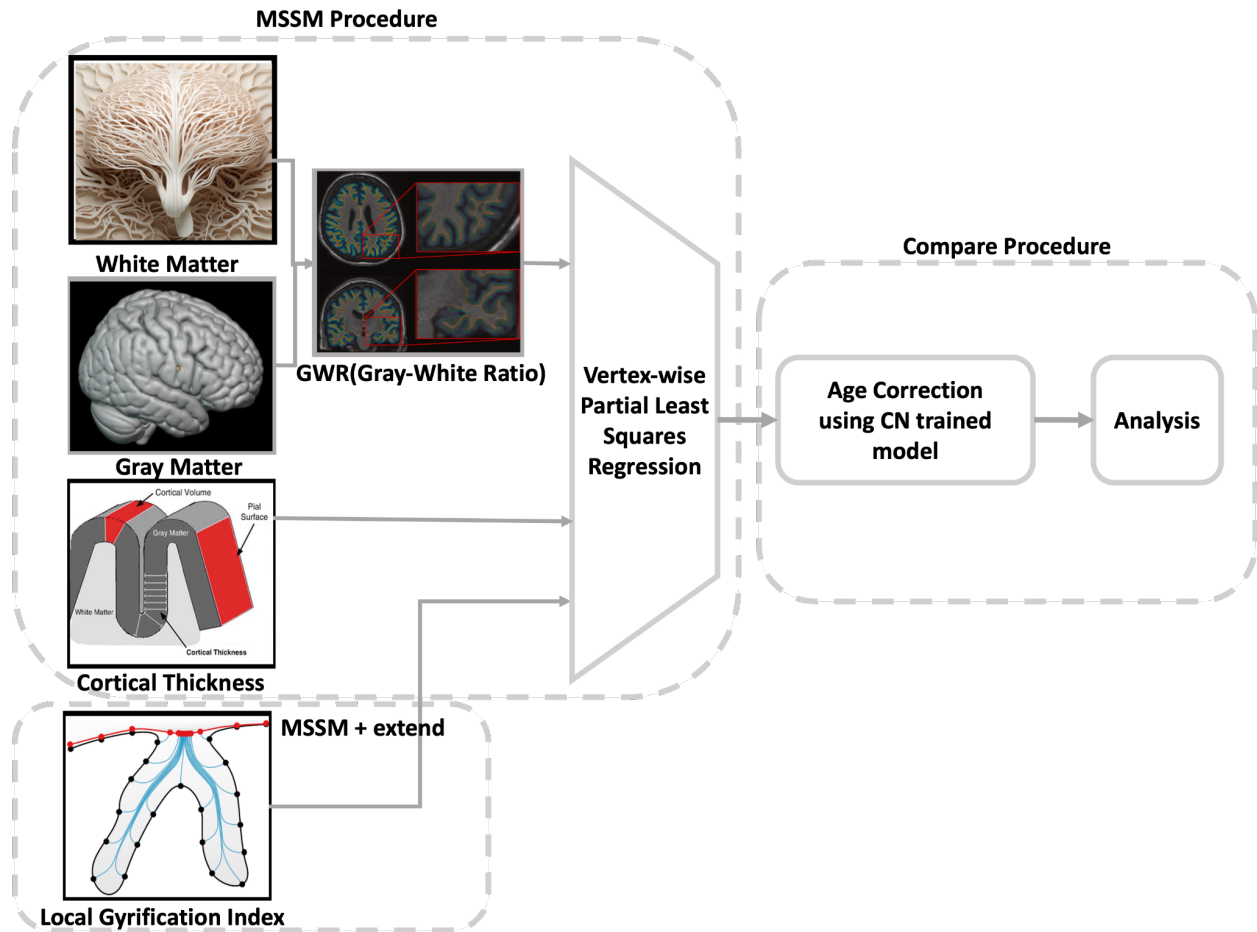 MSSM Procedure
White Matter
Gray Matter
GWR(Gray-White Ratio)
Cortical Volume
Pial
Surface
Gray Matter
White Matter
Cortical Thickness
Cortical Thickness
MSSM + extend
Local Gyrification Index
Vertex-wise
Partial Least
Squares
Regression
Compare Procedure
Age Correction
using CN trained
model
Analysis